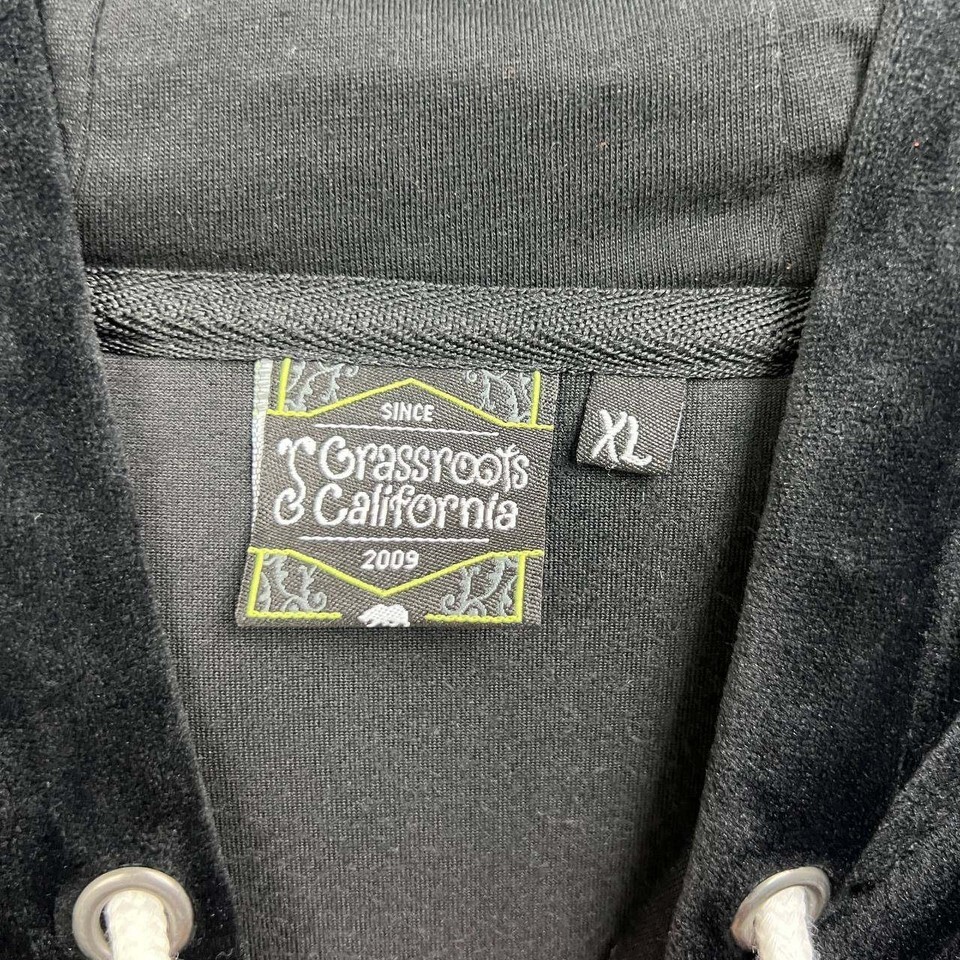 SINCE
Grassroots
California
2009
XL